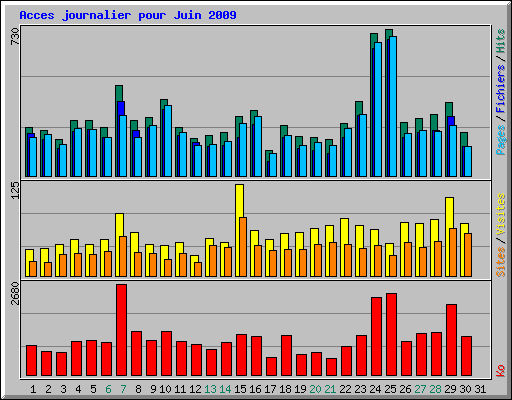 Acces journalier pour Juin 2009
730
Pages / Fichiers / Hits
125
Sites / Visites
2680
Ko
1 2 3 4 5 6 7 8 9 10 11 12 13 14 15 16 17 18 19 20 21 22 23 24 25 26 27 28 29 30 31